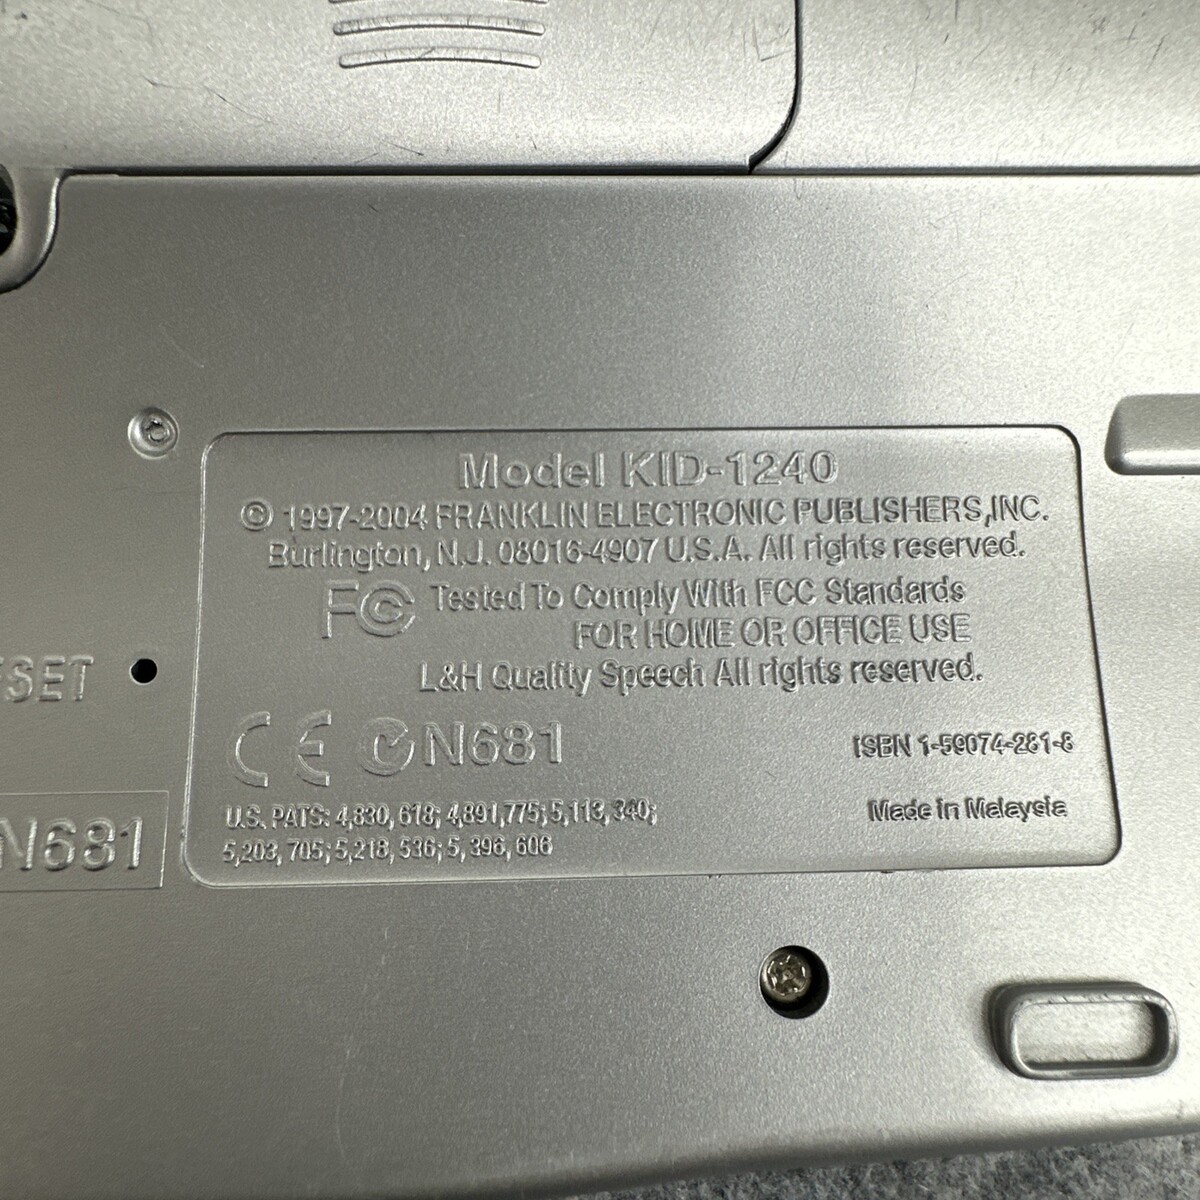 Model KID-1240
© 1997-2004 FRANKLIN ELECTRONIC PUBLISHERS,INC.
Burlington, N.J. 08016-4907 U.S.A. All rights reserved.
FC Tested To Comply With FCC Standards
FOR HOME OR OFFICE USE
L&H Quality Speech All rights reserved.
ESET
CE N681
ISBN 1-59074-281-8
U.S. PATS: 4,830, 618; 4,891,775; 5,113, 340;
5,203, 705; 5,218, 536; 5, 396, 606
Made in Malaysia
N681